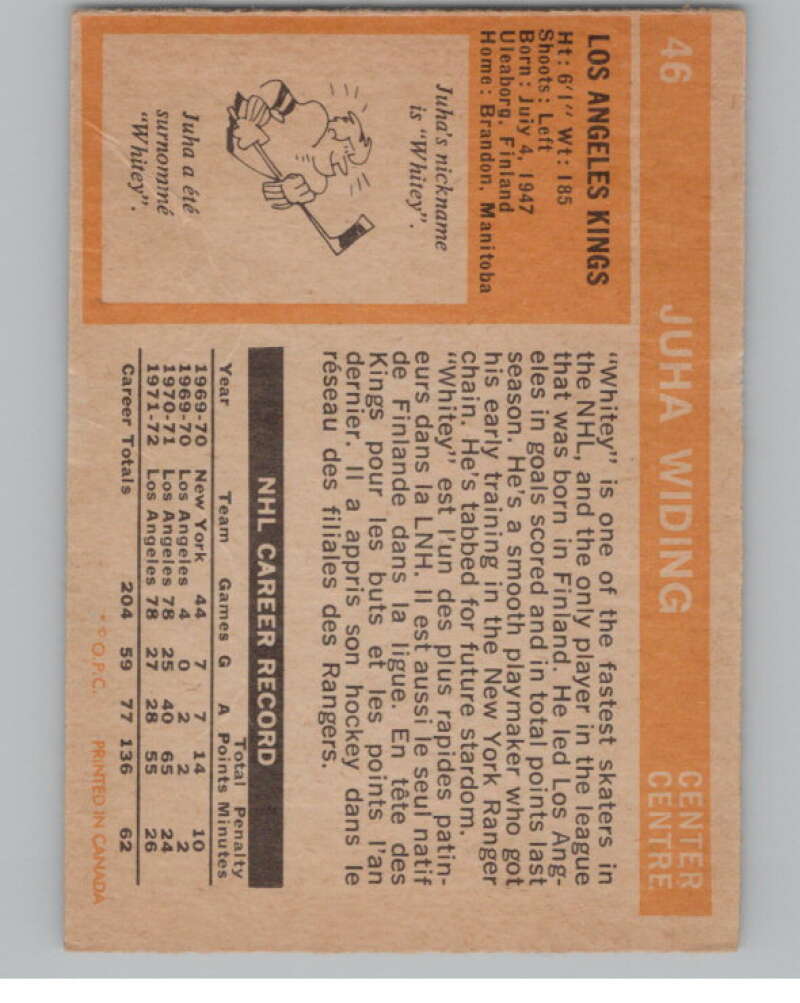 46
JUHA WIDING
CENTER
CENTRE
LOS ANGELES KINGS
Ht: 6'1" Wt: 185
Shoots: Left
Born: July 4, 1947
Uleaborg, Finland
Home: Brandon, Manitoba
Juha's nickname
is "Whitey".
Juha a été
surnommé
"Whitey".
"Whitey" is one of the fastest skaters in
the NHL, and the only player in the league
that was born in Finland. He led Los Ang-
eles in goals scored and in total points last
season. He's a smooth playmaker who got
his early training in the New York Ranger
chain. He's tabbed for future stardom.
"Whitey" est l'un des plus rapides patin-
eurs dans la LNH. Il est aussi le seul natif
de Finlande dans la ligue. En tête des
Kings pour les buts et les points l'an
dernier. Il a appris son hockey dans le
réseau des filiales des Rangers.
NHL CAREER RECORD
Total Penalty
Year Team Games G A Points Minutes
1969-70 New York 44 7 7 14 10
1969-70 Los Angeles 4 0 2 2 2
1970-71 Los Angeles 78 25 40 65 24
1971-72 Los Angeles 78 27 28 55 26
Career Totals 204 59 77 136 62
* © O.P.C. PRINTED IN CANADA